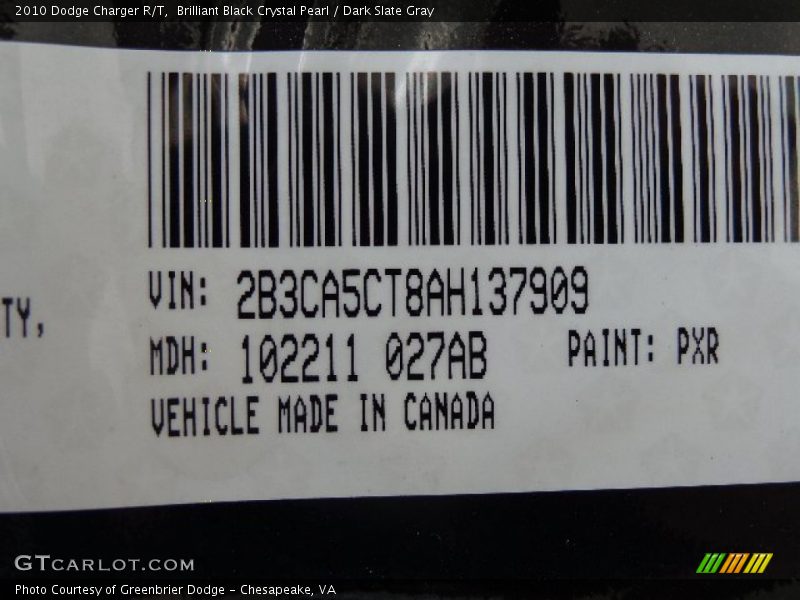 2010 Dodge Charger R/T,  Brilliant Black Crystal Pearl / Dark Slate Gray
VIN: 2B3CA5CT8AH137909
TY,
MDH: 102211 027AB PAINT: PXR
VEHICLE MADE IN CANADA
GTCARLOT.COM
Photo Courtesy of Greenbrier Dodge - Chesapeake, VA